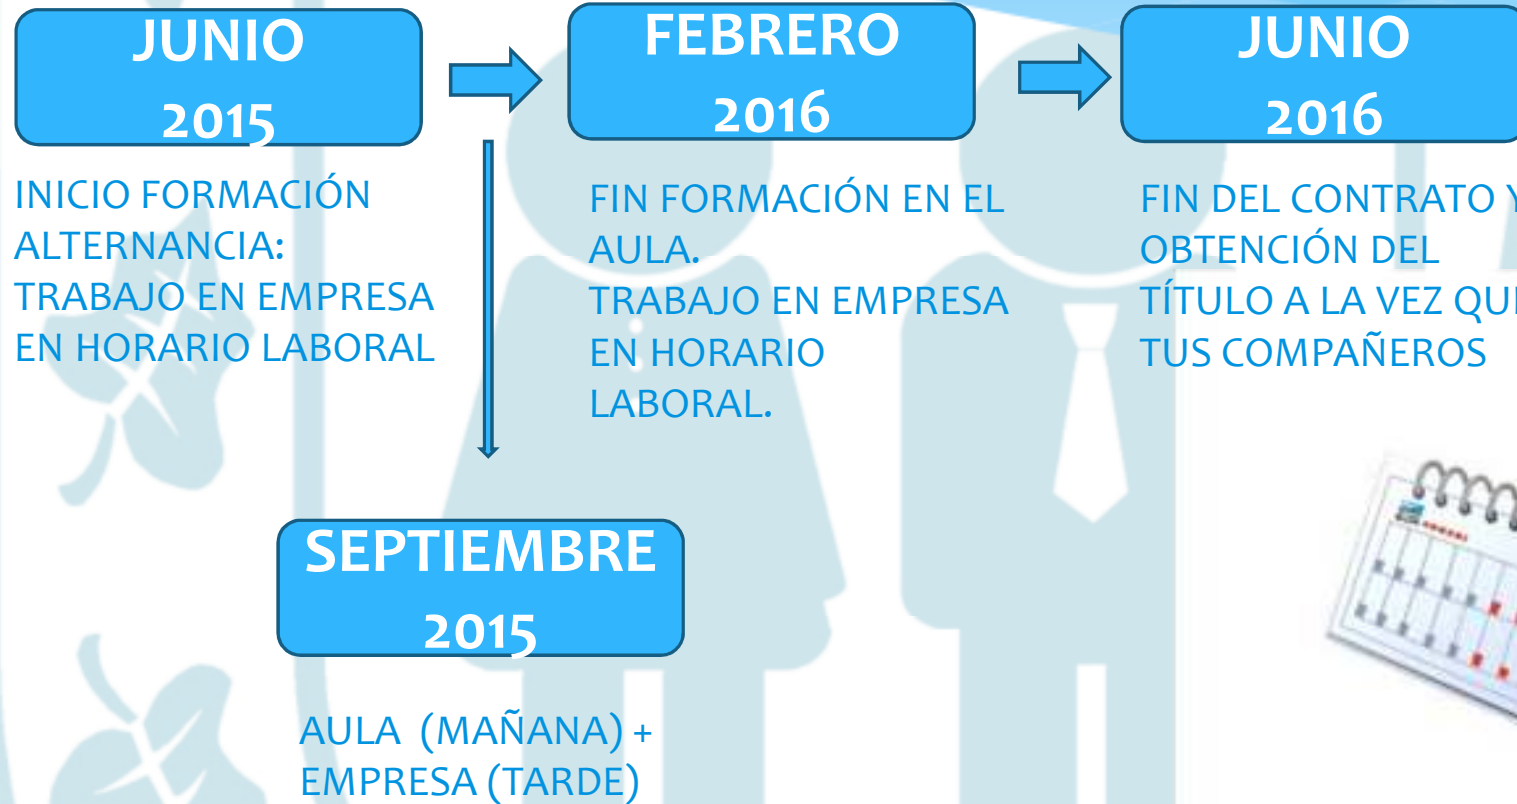 JUNIO
2015
INICIO FORMACIÓN
ALTERNANCIA:
TRABAJO EN EMPRESA
EN HORARIO LABORAL
FEBRERO
2016
FIN FORMACIÓN EN EL
AULA.
TRABAJO EN EMPRESA
EN HORARIO
LABORAL.
JUNIO
2016
FIN DEL CONTRATO Y
OBTENCIÓN DEL
TÍTULO A LA VEZ QUE
TUS COMPAÑEROS
SEPTIEMBRE
2015
AULA (MAÑANA) +
EMPRESA (TARDE)